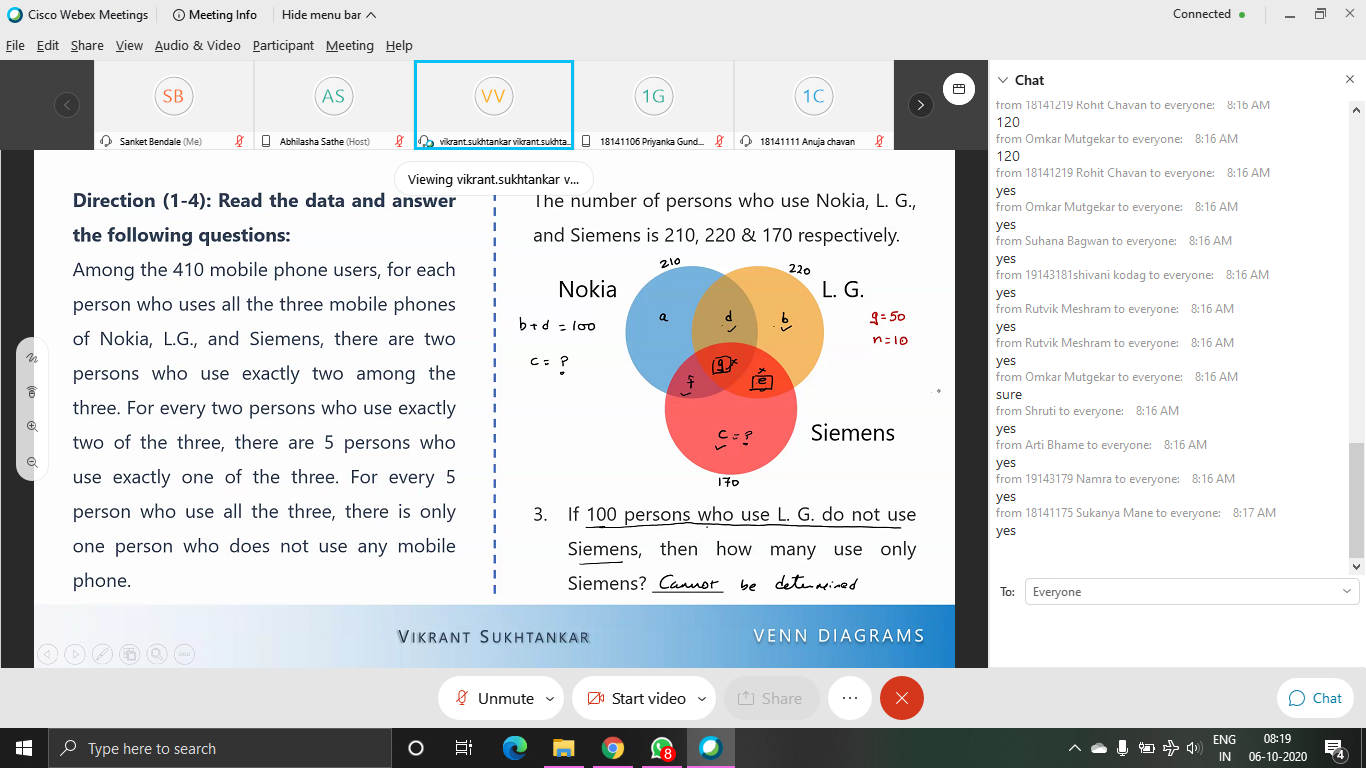 Cisco Webex Meetings
Meeting Info
Hide menu bar
Connected
File Edit Share View Audio & Video Participant Meeting Help
SB
AS
VV
1G
1C
Sanket Bendale (Me)
Abhilasha Sathe (Host)
vikrant.sukhtankar vikrant.sukhta...
18141106 Priyanka Gund...
18141111 Anuja chavan
Viewing vikrant.sukhtankar v...
Direction (1-4): Read the data and answer
the following questions:
Among the 410 mobile phone users, for each
person who uses all the three mobile phones
of Nokia, L.G., and Siemens, there are two
persons who use exactly two among the
three. For every two persons who use exactly
two of the three, there are 5 persons who
use exactly one of the three. For every 5
person who use all the three, there is only
one person who does not use any mobile
phone.
The number of persons who use Nokia, L. G.,
and Siemens is 210, 220 & 170 respectively.
210
220
Nokia
L. G.
a
d
b
g=50
b+d = 100
n=10
c = ?
g
f
e
c = ?
Siemens
170
3. If 100 persons who use L. G. do not use
Siemens, then how many use only
Siemens? Cannot be determined
VIKRANT SUKHTANKAR
VENN DIAGRAMS
Chat
from 18141219 Rohit Chavan to everyone: 8:16 AM
120
from Omkar Mutgekar to everyone: 8:16 AM
120
from 18141219 Rohit Chavan to everyone: 8:16 AM
yes
from Omkar Mutgekar to everyone: 8:16 AM
yes
from Suhana Bagwan to everyone: 8:16 AM
yes
from 19143181shivani kodag to everyone: 8:16 AM
yes
from Rutvik Meshram to everyone: 8:16 AM
yes
from Rutvik Meshram to everyone: 8:16 AM
yes
from Omkar Mutgekar to everyone: 8:16 AM
sure
from Shruti to everyone: 8:16 AM
yes
from Arti Bhame to everyone: 8:16 AM
yes
from 19143179 Namra to everyone: 8:16 AM
yes
from 18141175 Sukanya Mane to everyone: 8:17 AM
yes
To: Everyone
Unmute
Start video
Share
Chat
Type here to search
8
ENG
IN
08:19
06-10-2020
4